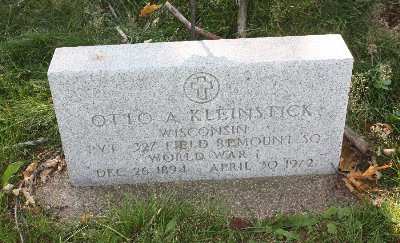 OTTO A KLEINSTICK
WISCONSIN
PVT 327 FIELD REMOUNT SQ
WORLD WAR I
DEC 26 1894 APRIL 30 1972